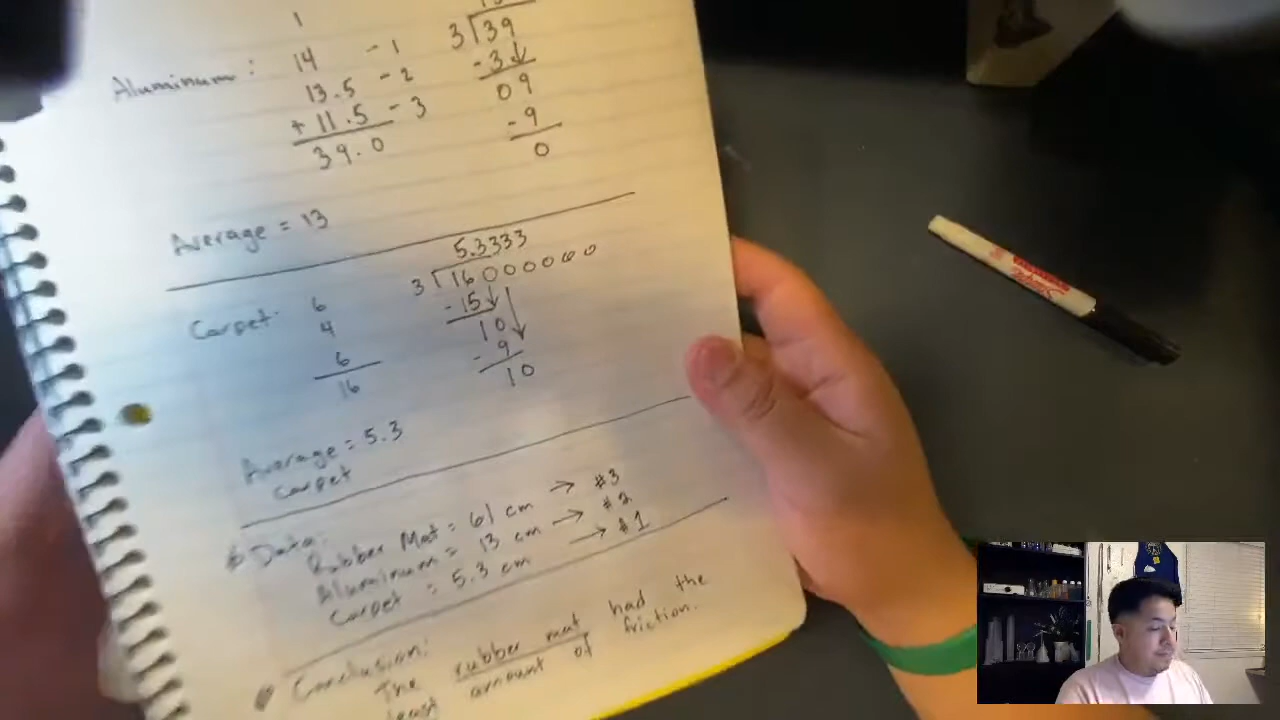 1
Aluminum: 14 - 1
13.5 - 2
+ 11.5 - 3
39.0
3 39
- 3
09
- 9
0
Average = 13
5.3333
3 16 000000
- 15
10
- 9
10
Carpet: 6
4
6
16
Average = 5.3
carpet
Data:
Rubber Mat = 61 cm → #3
Aluminum = 13 cm → #2
Carpet = 5.3 cm → #1
Conclusion:
The rubber mat had the
least amount of friction.
Sharpie